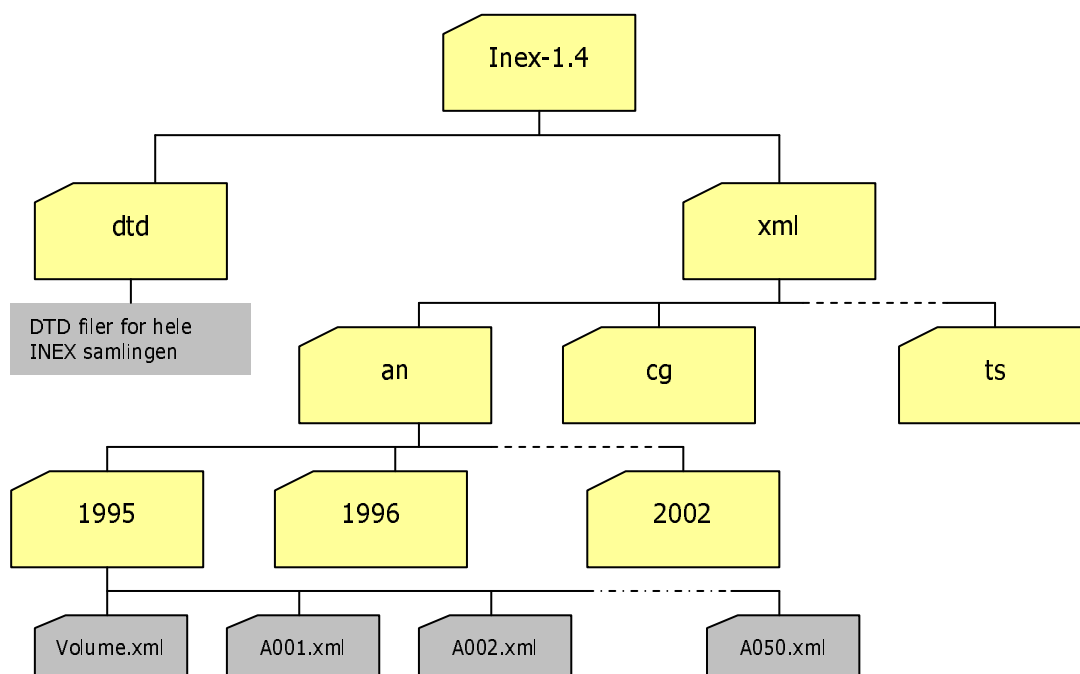 Inex-1.4
dtd
xml
DTD filer for hele
INEX samlingen
an
cg
ts
1995
1996
2002
Volume.xml
A001.xml
A002.xml
A050.xml